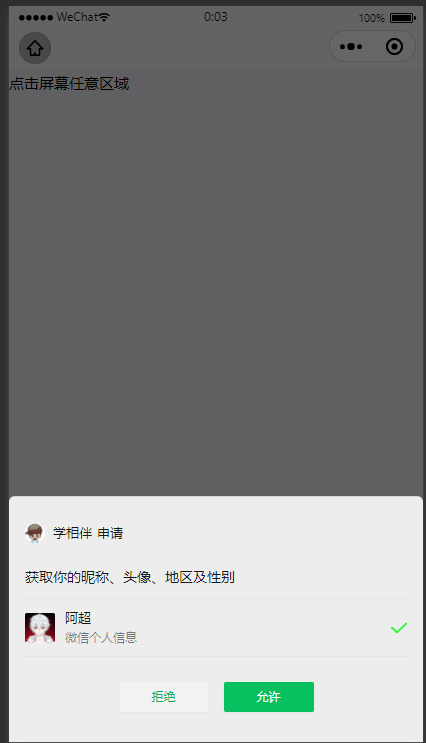 ●●●●● WeChat 0:03 100%
点击屏幕任意区域
学相伴 申请
获取你的昵称、头像、地区及性别
阿超
微信个人信息
拒绝 允许